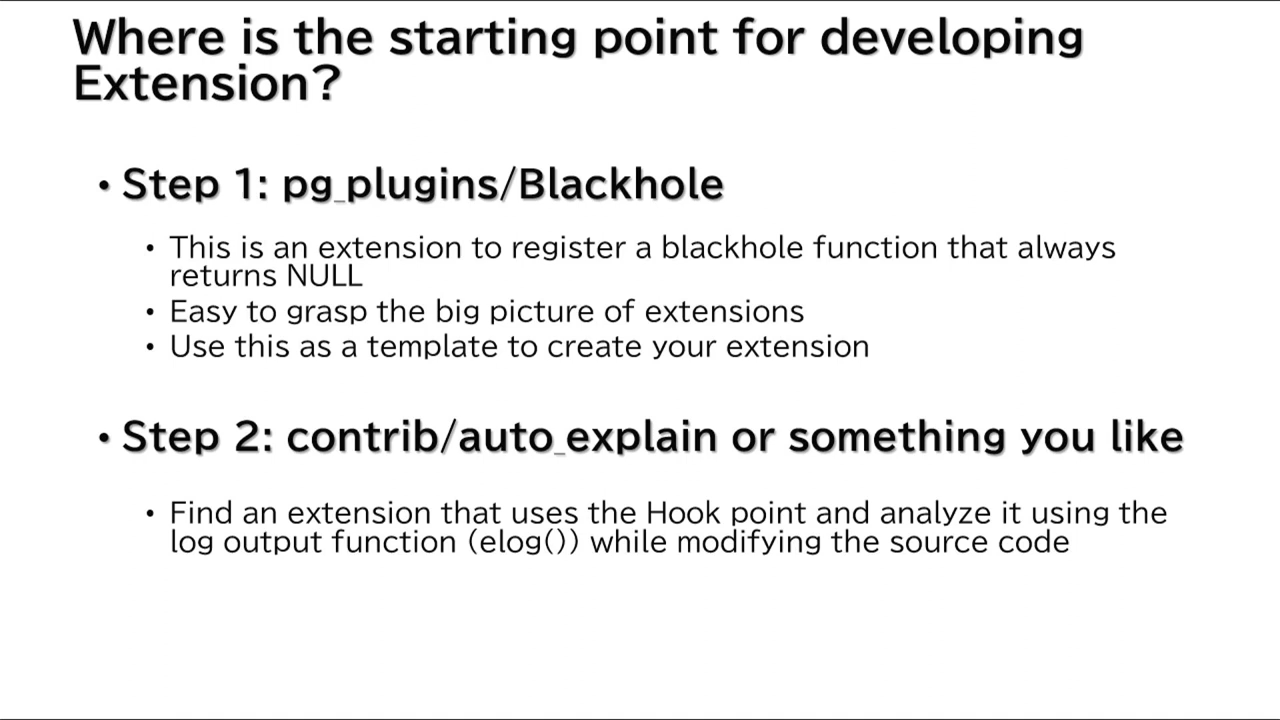 Where is the starting point for developing
Extension?
• Step 1: pg_plugins/Blackhole
• This is an extension to register a blackhole function that always
returns NULL
• Easy to grasp the big picture of extensions
• Use this as a template to create your extension
• Step 2: contrib/auto_explain or something you like
• Find an extension that uses the Hook point and analyze it using the
log output function (elog()) while modifying the source code